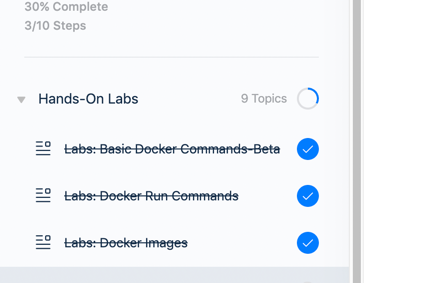 30% Complete
3/10 Steps
Hands-On Labs
9 Topics
Labs: Basic Docker Commands-Beta
Labs: Docker Run Commands
Labs: Docker Images